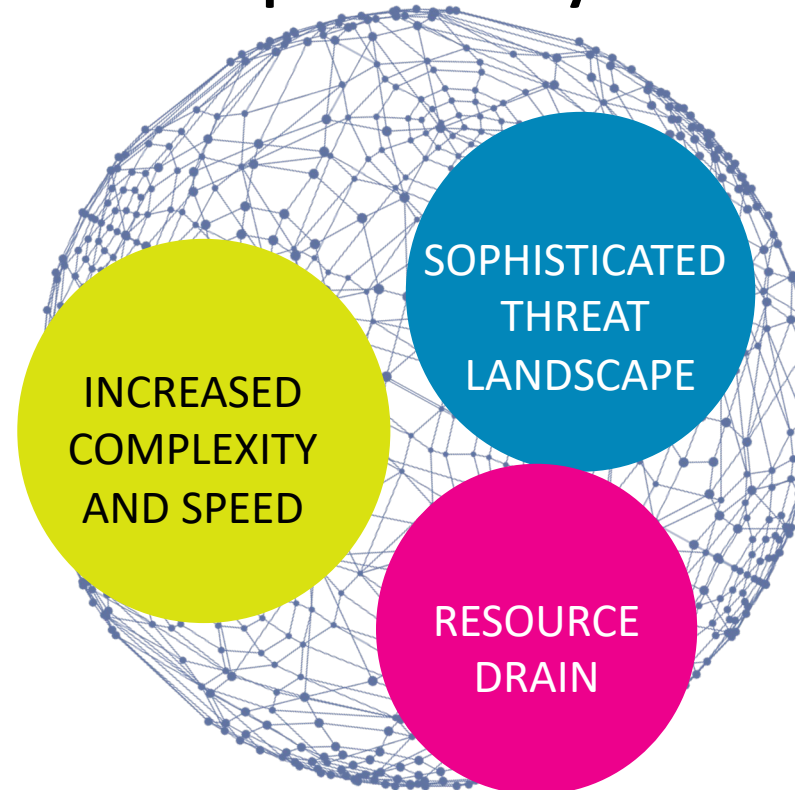 INCREASED
COMPLEXITY
AND SPEED
SOPHISTICATED
THREAT
LANDSCAPE
RESOURCE
DRAIN